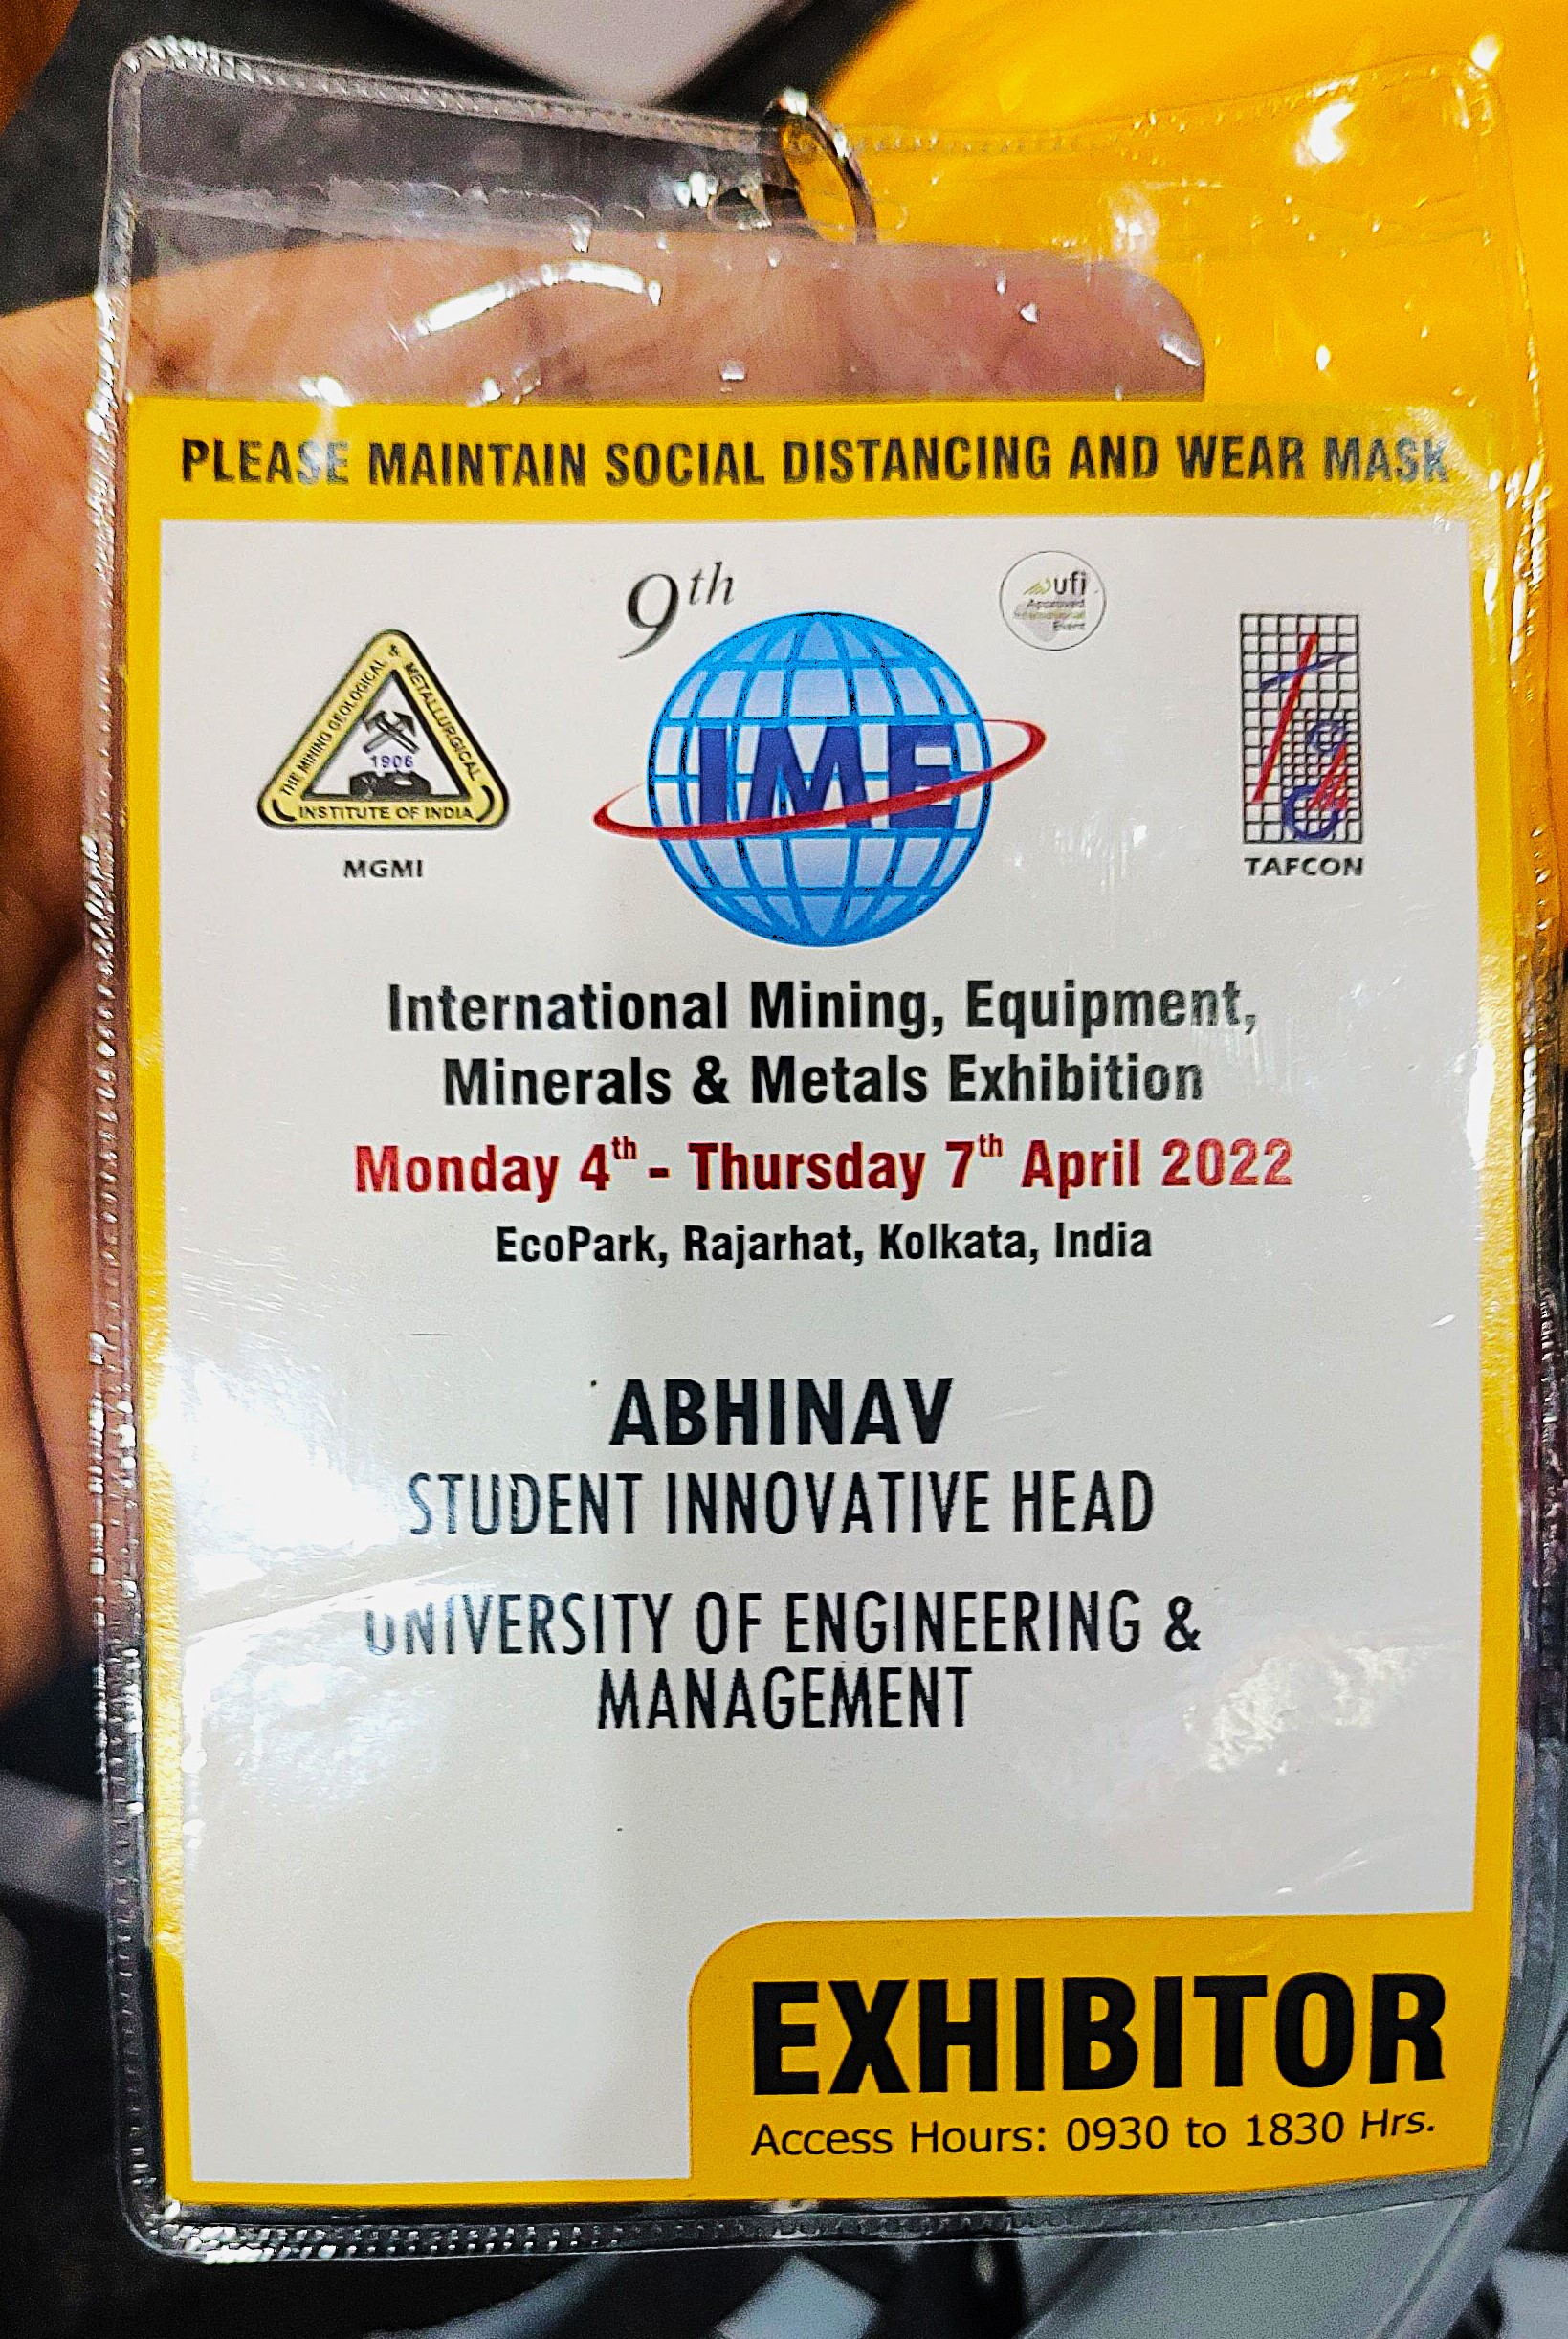 PLEASE MAINTAIN SOCIAL DISTANCING AND WEAR MASK
9th
ufi
Approved
International
Event
THE MINING GEOLOGICAL & METALLURGICAL
1906
INSTITUTE OF INDIA
MGMI
IME
TAFCON
International Mining, Equipment,
Minerals & Metals Exhibition
Monday 4th - Thursday 7th April 2022
EcoPark, Rajarhat, Kolkata, India
ABHINAV
STUDENT INNOVATIVE HEAD
UNIVERSITY OF ENGINEERING &
MANAGEMENT
EXHIBITOR
Access Hours: 0930 to 1830 Hrs.